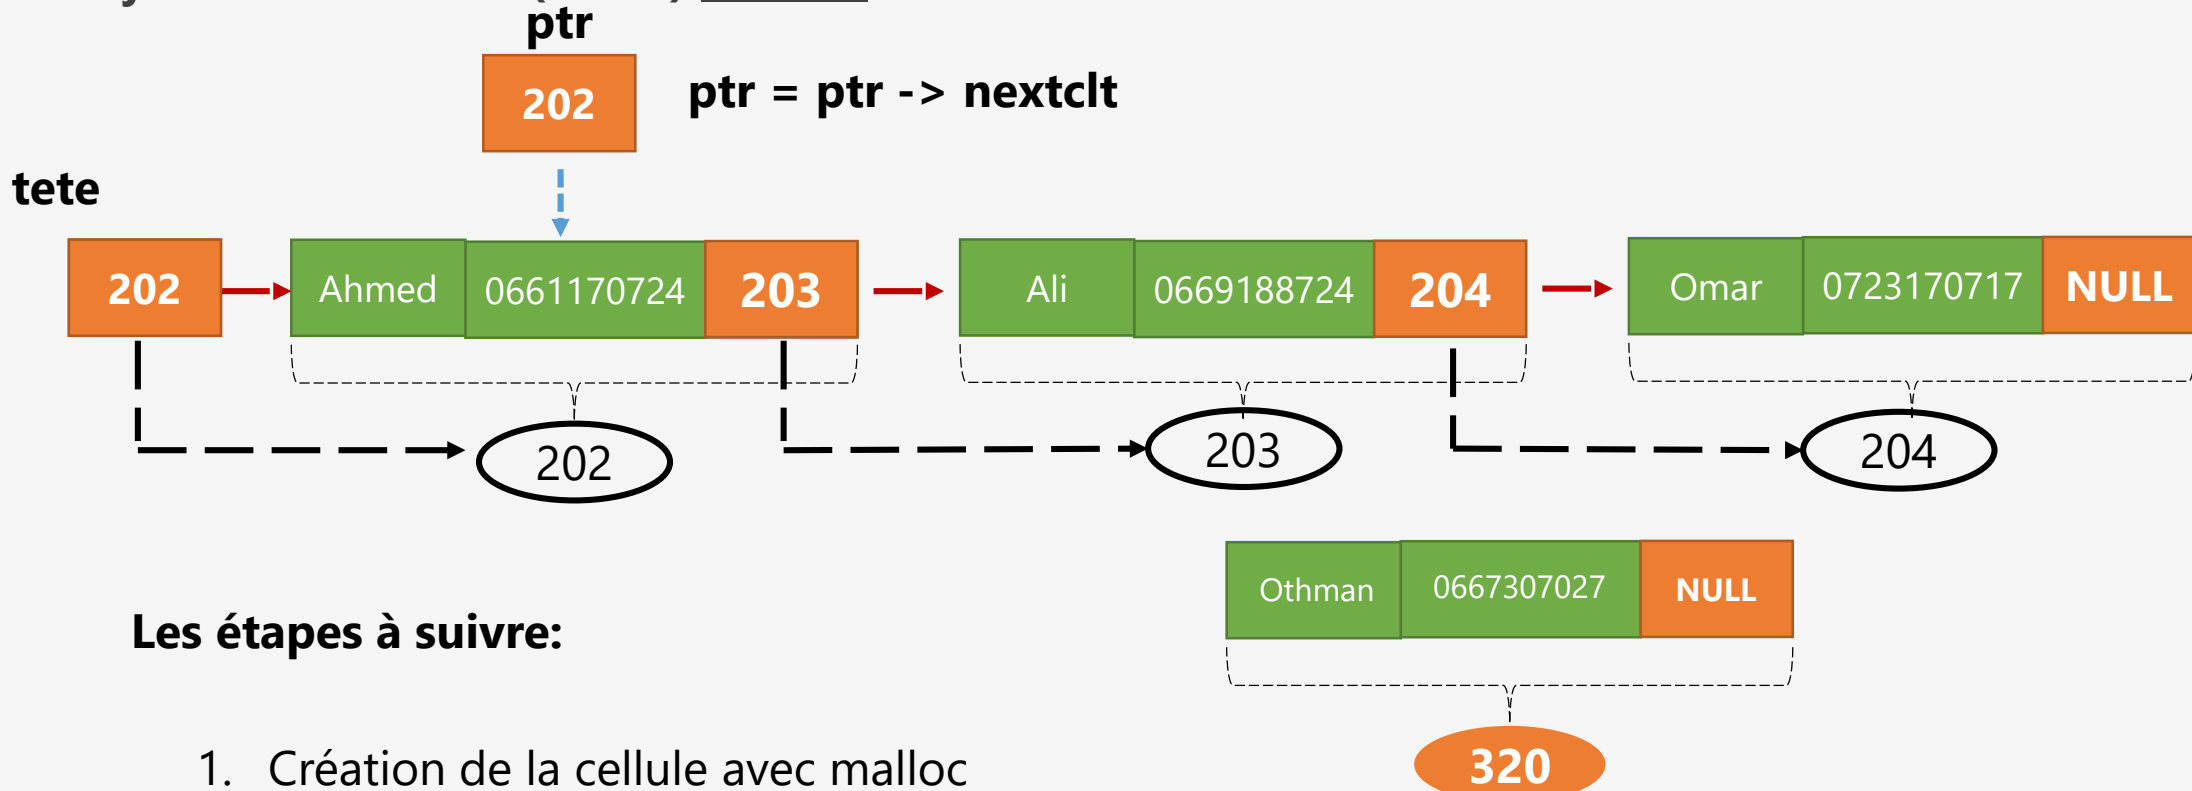 ptr
202
ptr = ptr -> nextclt
tete
202
Ahmed 0661170724 203
Ali 0669188724 204
Omar 0723170717 NULL
202
203
204
Othman 0667307027 NULL
Les étapes à suivre:
320
1. Création de la cellule avec malloc